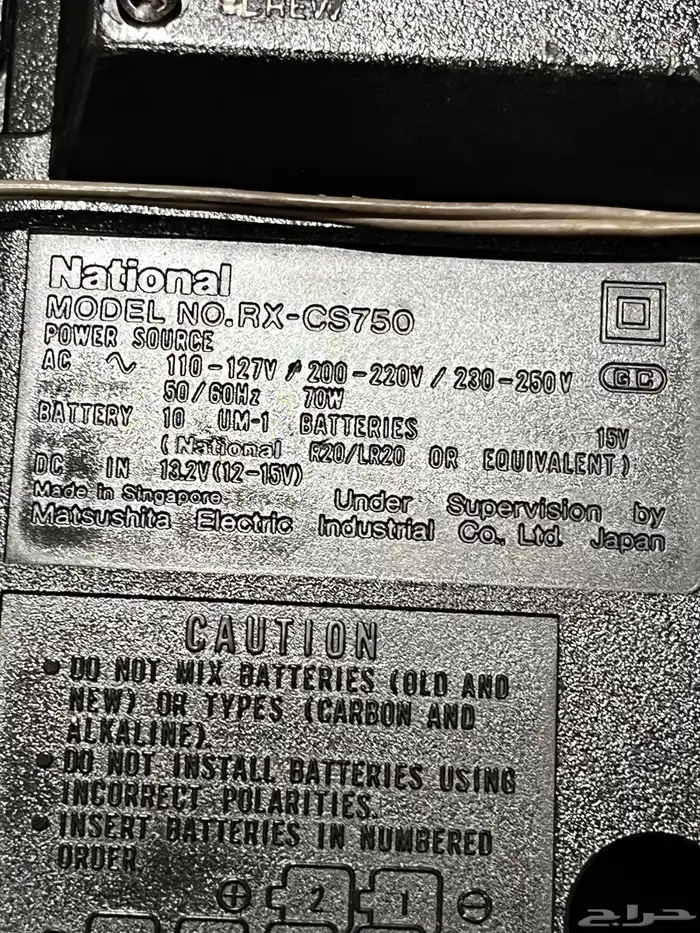 SCREW
National
MODEL NO. RX-CS750
POWER SOURCE
AC ~ 110-127V / 200-220V / 230-250V
50/60Hz 70W
BATTERY 10 UM-1 BATTERIES 15V
(National R20/LR20 OR EQUIVALENT)
DC IN 13.2V (12-15V)
Made in Singapore. Under Supervision by
Matsushita Electric Industrial Co., Ltd. Japan
CAUTION
• DO NOT MIX BATTERIES (OLD AND
NEW) OR TYPES (CARBON AND
ALKALINE).
• DO NOT INSTALL BATTERIES USING
INCORRECT POLARITIES.
• INSERT BATTERIES IN NUMBERED
ORDER.
⊕ 2 1 ⊖
حراج